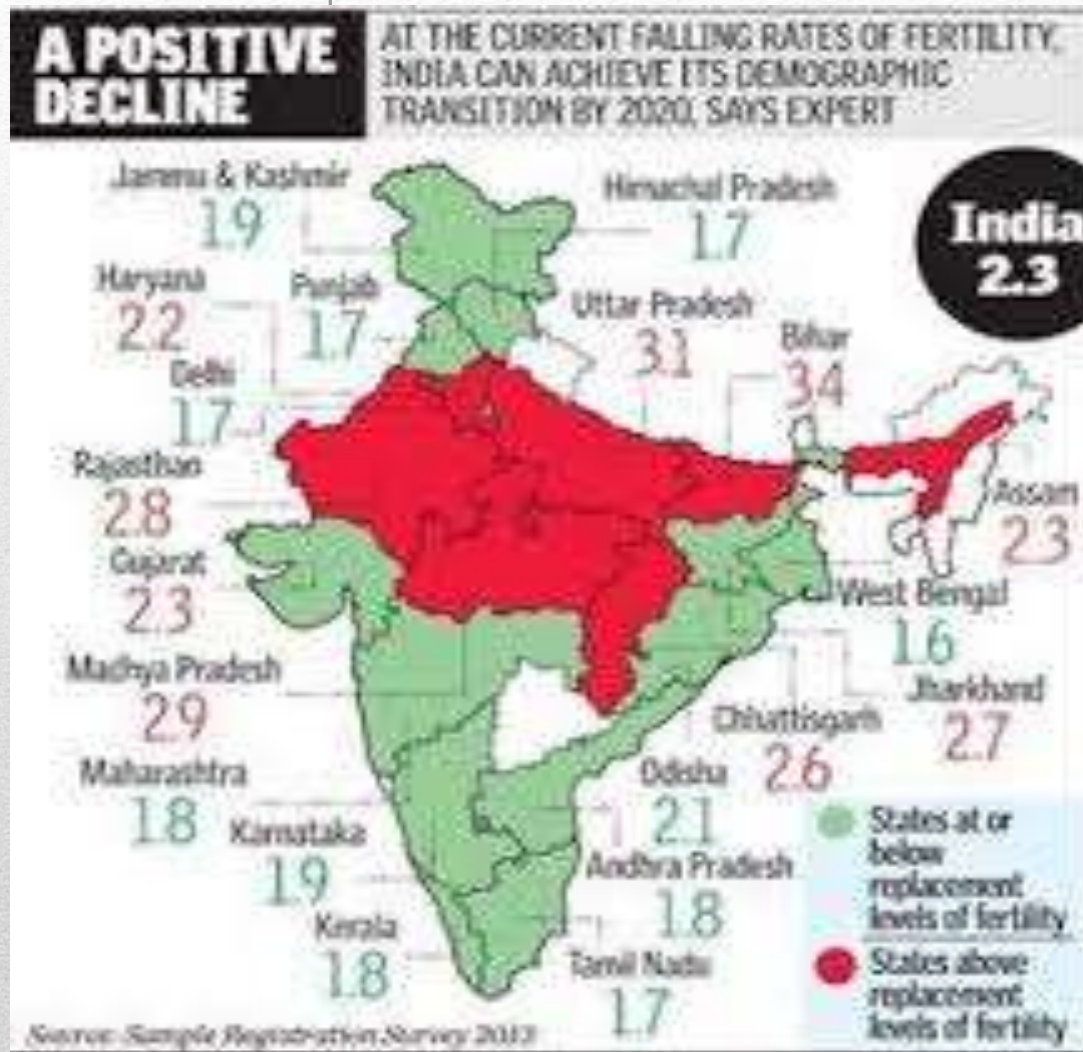 A POSITIVE
DECLINE
AT THE CURRENT FALLING RATES OF FERTILITY,
INDIA CAN ACHIEVE ITS DEMOGRAPHIC
TRANSITION BY 2020, SAYS EXPERT
Jammu & Kashmir
1.9
Himachal Pradesh
1.7
India
2.3
Haryana
2.2
Punjab
1.7
Uttar Pradesh
3.1
Bihar
3.4
Delhi
1.7
Rajasthan
2.8
Assam
2.3
Gujarat
2.3
West Bengal
1.6
Madhya Pradesh
2.9
Jharkhand
2.7
Chhattisgarh
2.6
Maharashtra
1.8
Odisha
2.1
Karnataka
1.9
Andhra Pradesh
1.8
Kerala
1.8
Tamil Nadu
1.7
States at or
below
replacement
levels of fertility
States above
replacement
levels of fertility
Source: Sample Registration Survey 2013